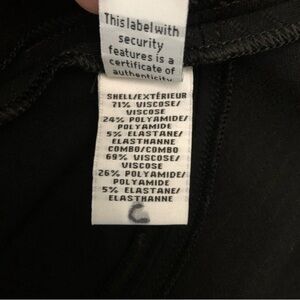 This label with
security
features is a
certificate of
authenticity
SHELL/EXTÉRIEUR
71% VISCOSE/
VISCOSE
24% POLYAMIDE/
POLYAMIDE
5% ELASTANE/
ELASTHANNE
COMBO/COMBO
69% VISCOSE/
VISCOSE
26% POLYAMIDE/
POLYAMIDE
5% ELASTANE/
ELASTHANNE
C